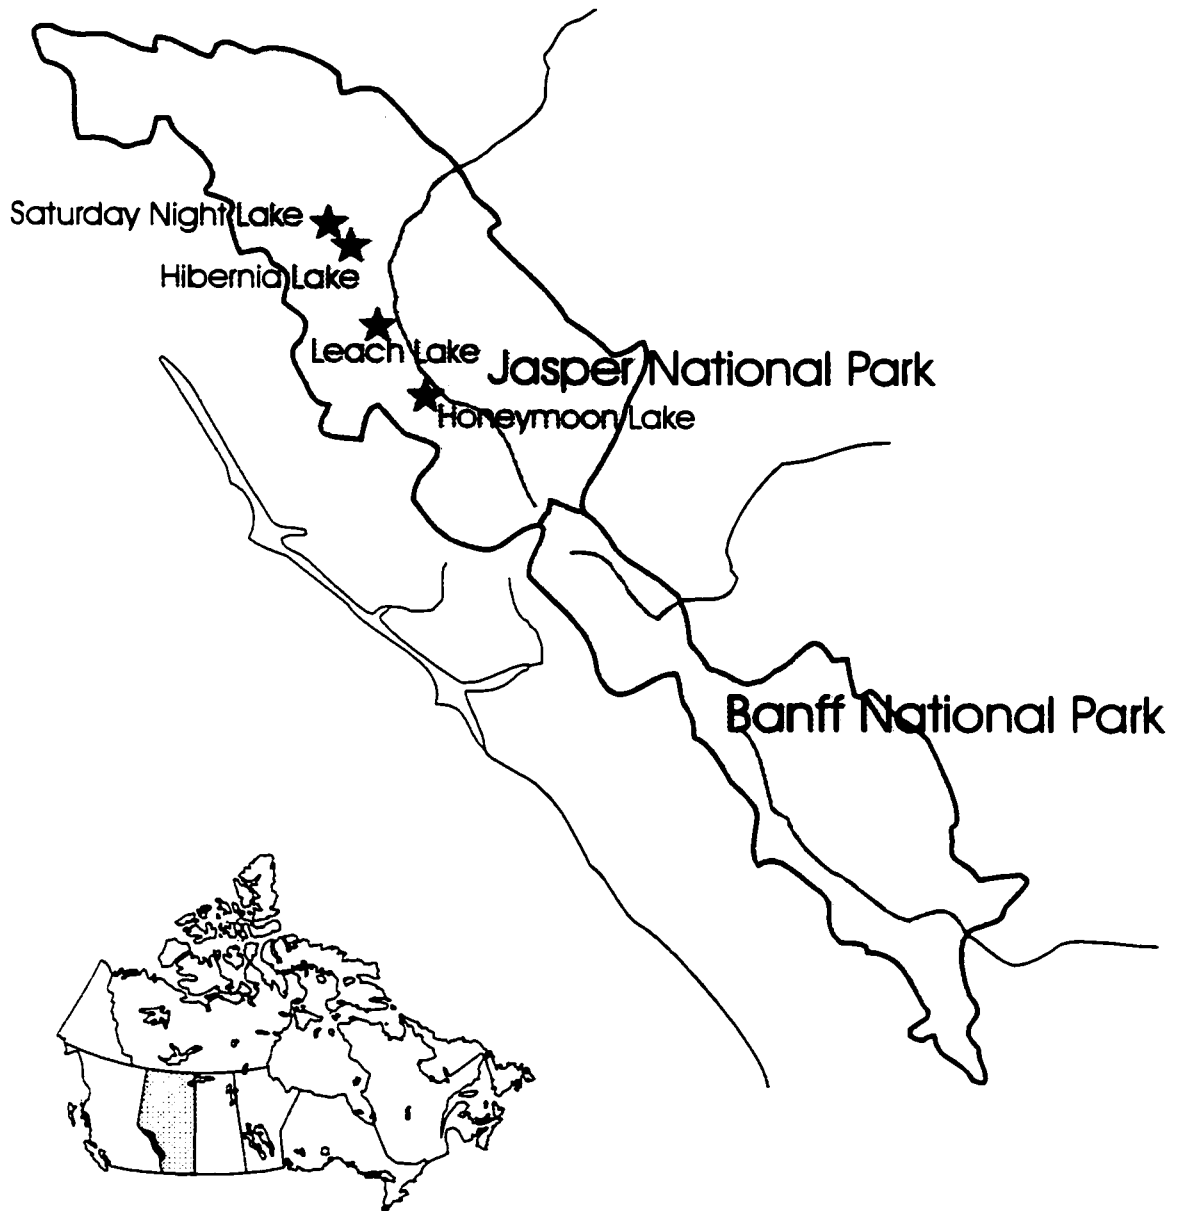 Saturday Night Lake
Hibernia Lake
Leach Lake
Jasper National Park
Honeymoon Lake
Banff National Park